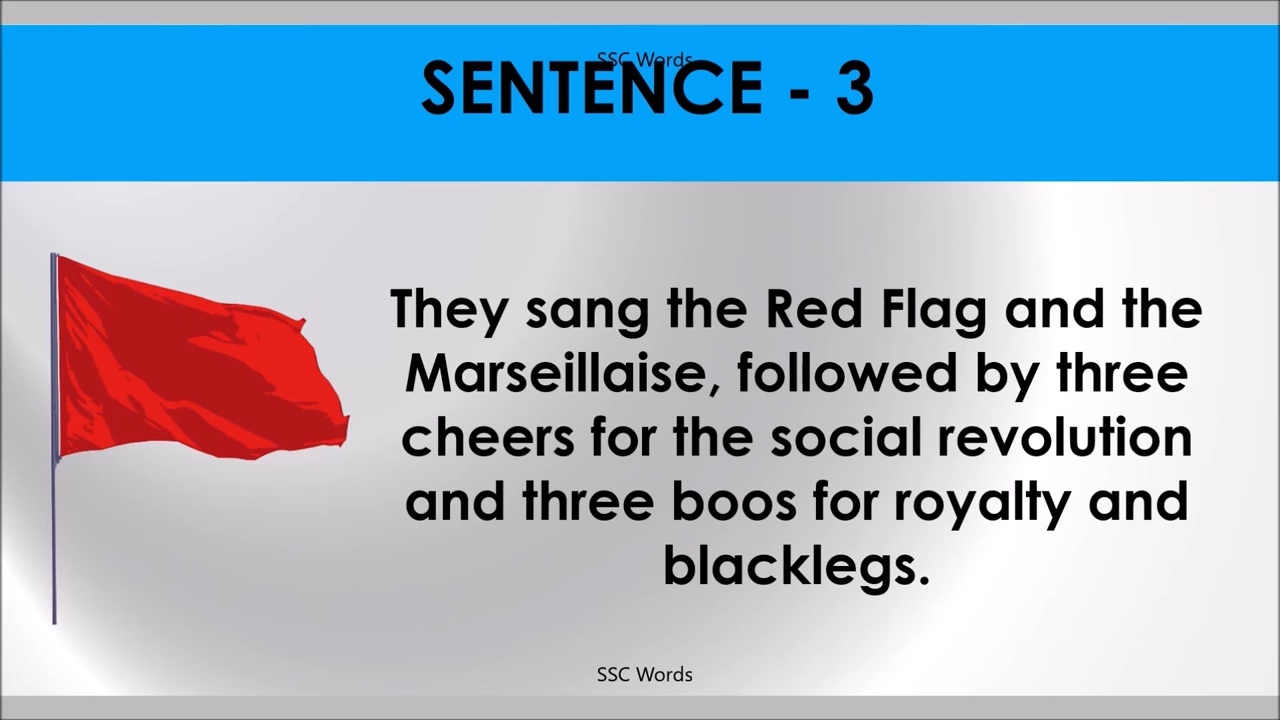 SSC Words
SENTENCE - 3
They sang the Red Flag and the
Marseillaise, followed by three
cheers for the social revolution
and three boos for royalty and
blacklegs.
SSC Words